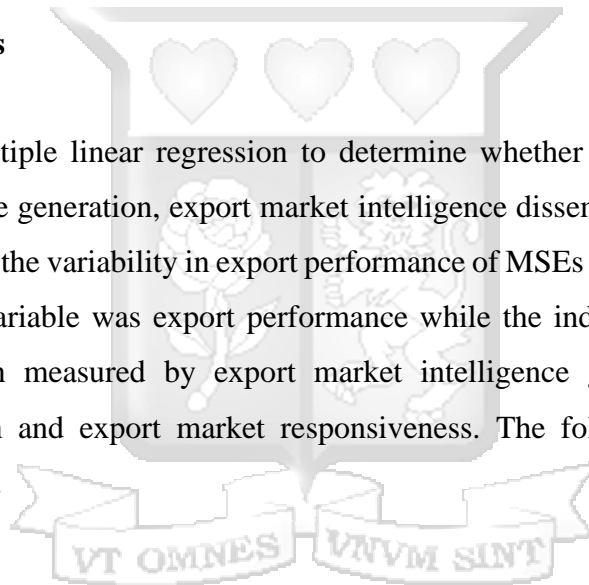 s
tiple linear regression to determine whether
e generation, export market intelligence disser
the variability in export performance of MSEs
ariable was export performance while the ind
n measured by export market intelligence
n and export market responsiveness. The fol
VT OMNES VNVM SINT